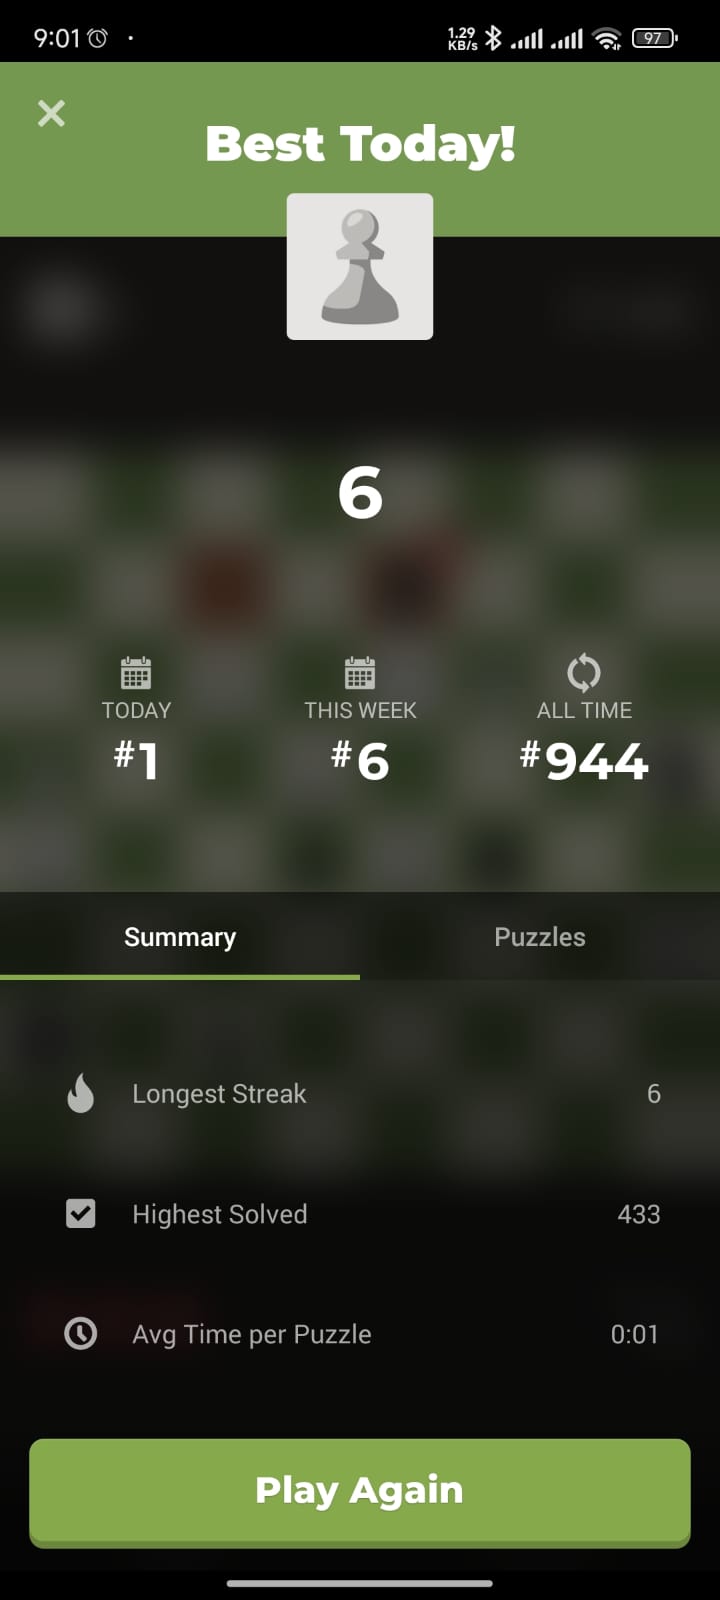 9:01
1.29
KB/s
97
Best Today!
6
TODAY
THIS WEEK
ALL TIME
#1
#6
#944
Summary
Puzzles
Longest Streak
6
Highest Solved
433
Avg Time per Puzzle
0:01
Play Again